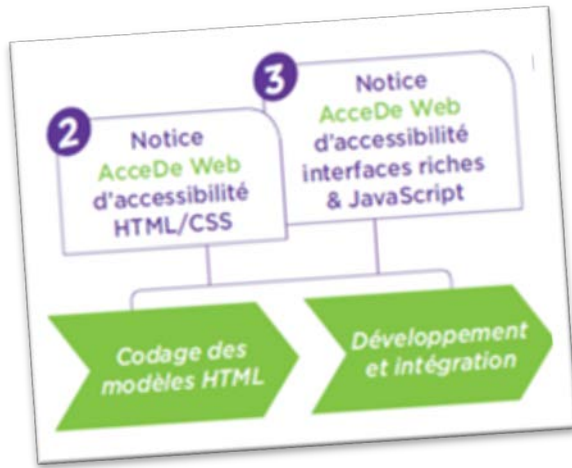 2
Notice
AcceDe Web
d'accessibilité
HTML/CSS
3
Notice
AcceDe Web
d'accessibilité
interfaces riches
& JavaScript
Codage des
modèles HTML
Développement
et intégration